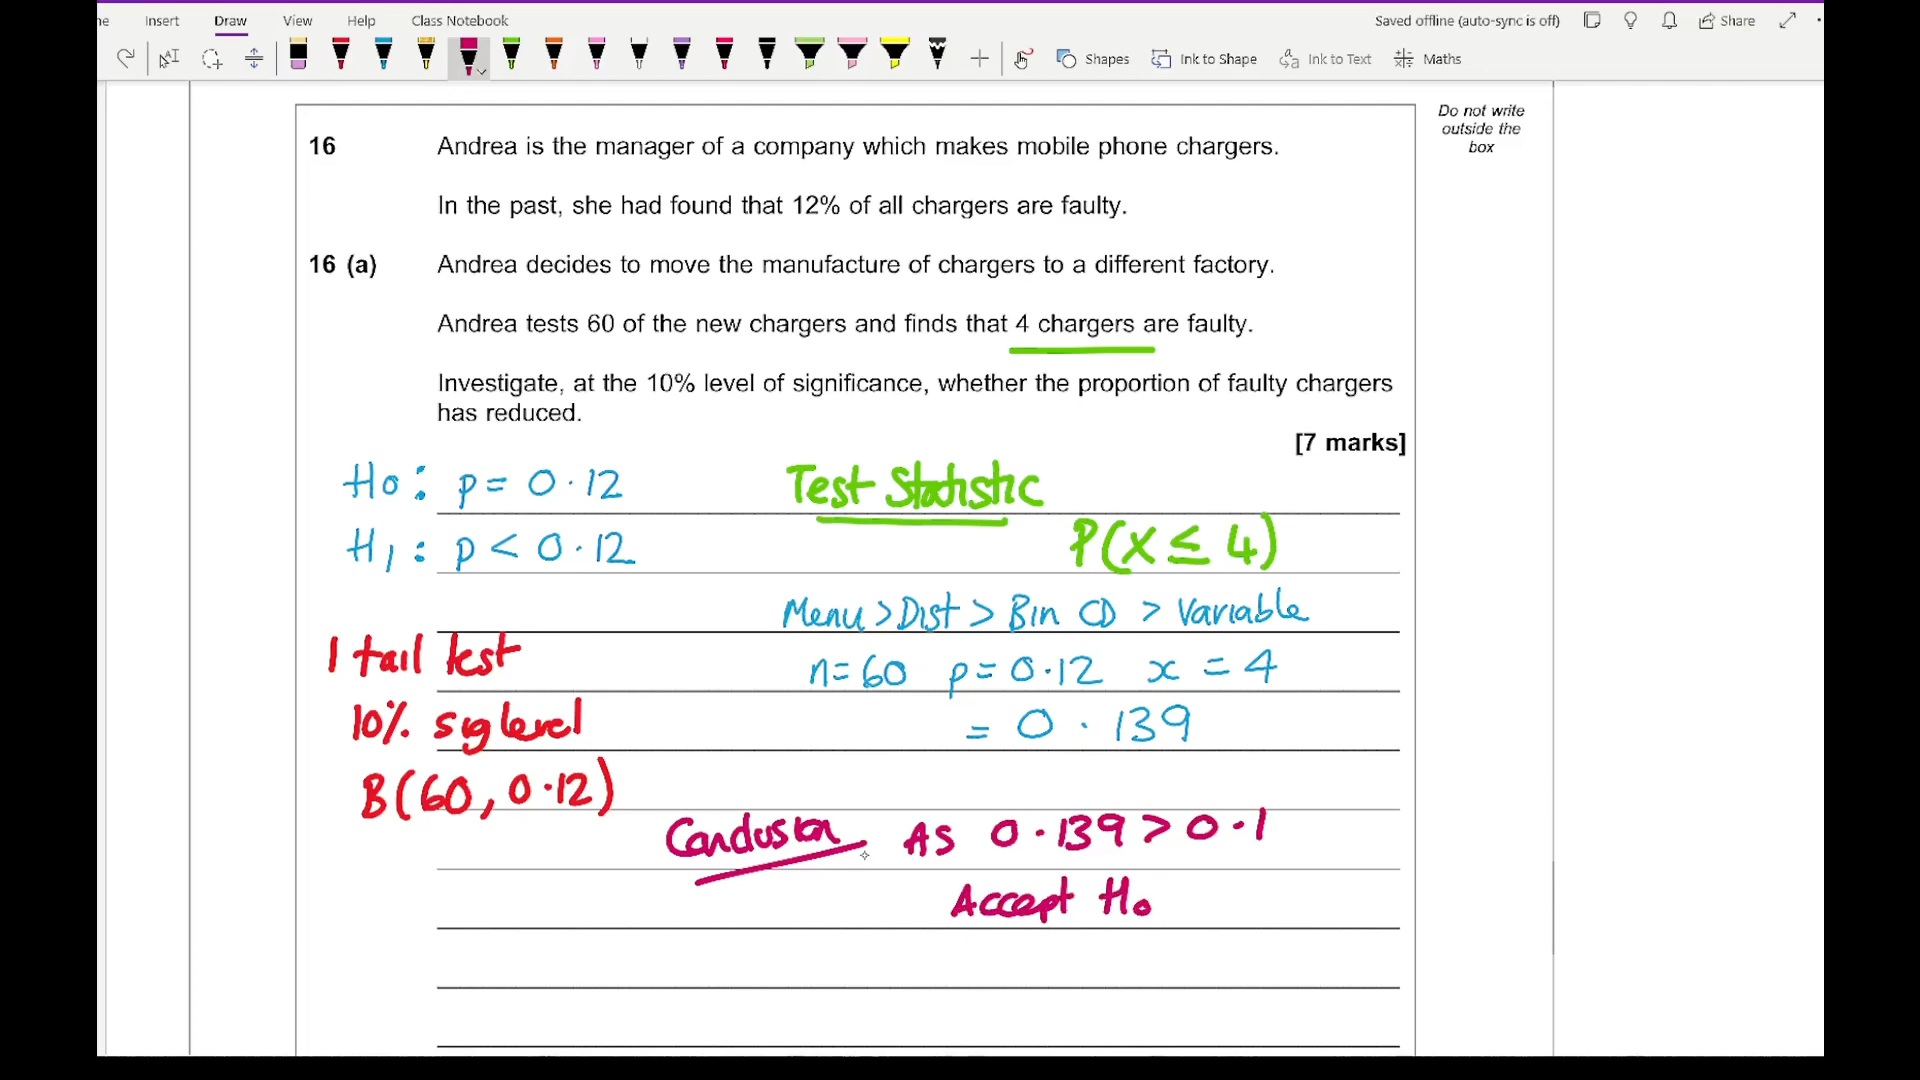 Insert Draw View Help Class Notebook
Saved offline (auto-sync is off) Share
Shapes Ink to Shape Ink to Text Maths
Do not write
outside the
box
16 Andrea is the manager of a company which makes mobile phone chargers.
In the past, she had found that 12% of all chargers are faulty.
16 (a) Andrea decides to move the manufacture of chargers to a different factory.
Andrea tests 60 of the new chargers and finds that 4 chargers are faulty.
Investigate, at the 10% level of significance, whether the proportion of faulty chargers
has reduced.
[7 marks]
H0: p = 0.12
H1: p < 0.12
1 tail test
10% sig level
B(60, 0.12)
Test Statistic
P(X ≤ 4)
Menu > Dist > Bin CD > Variable
n=60 p=0.12 x = 4
= 0.139
Conclusion As 0.139 > 0.1
Accept H0